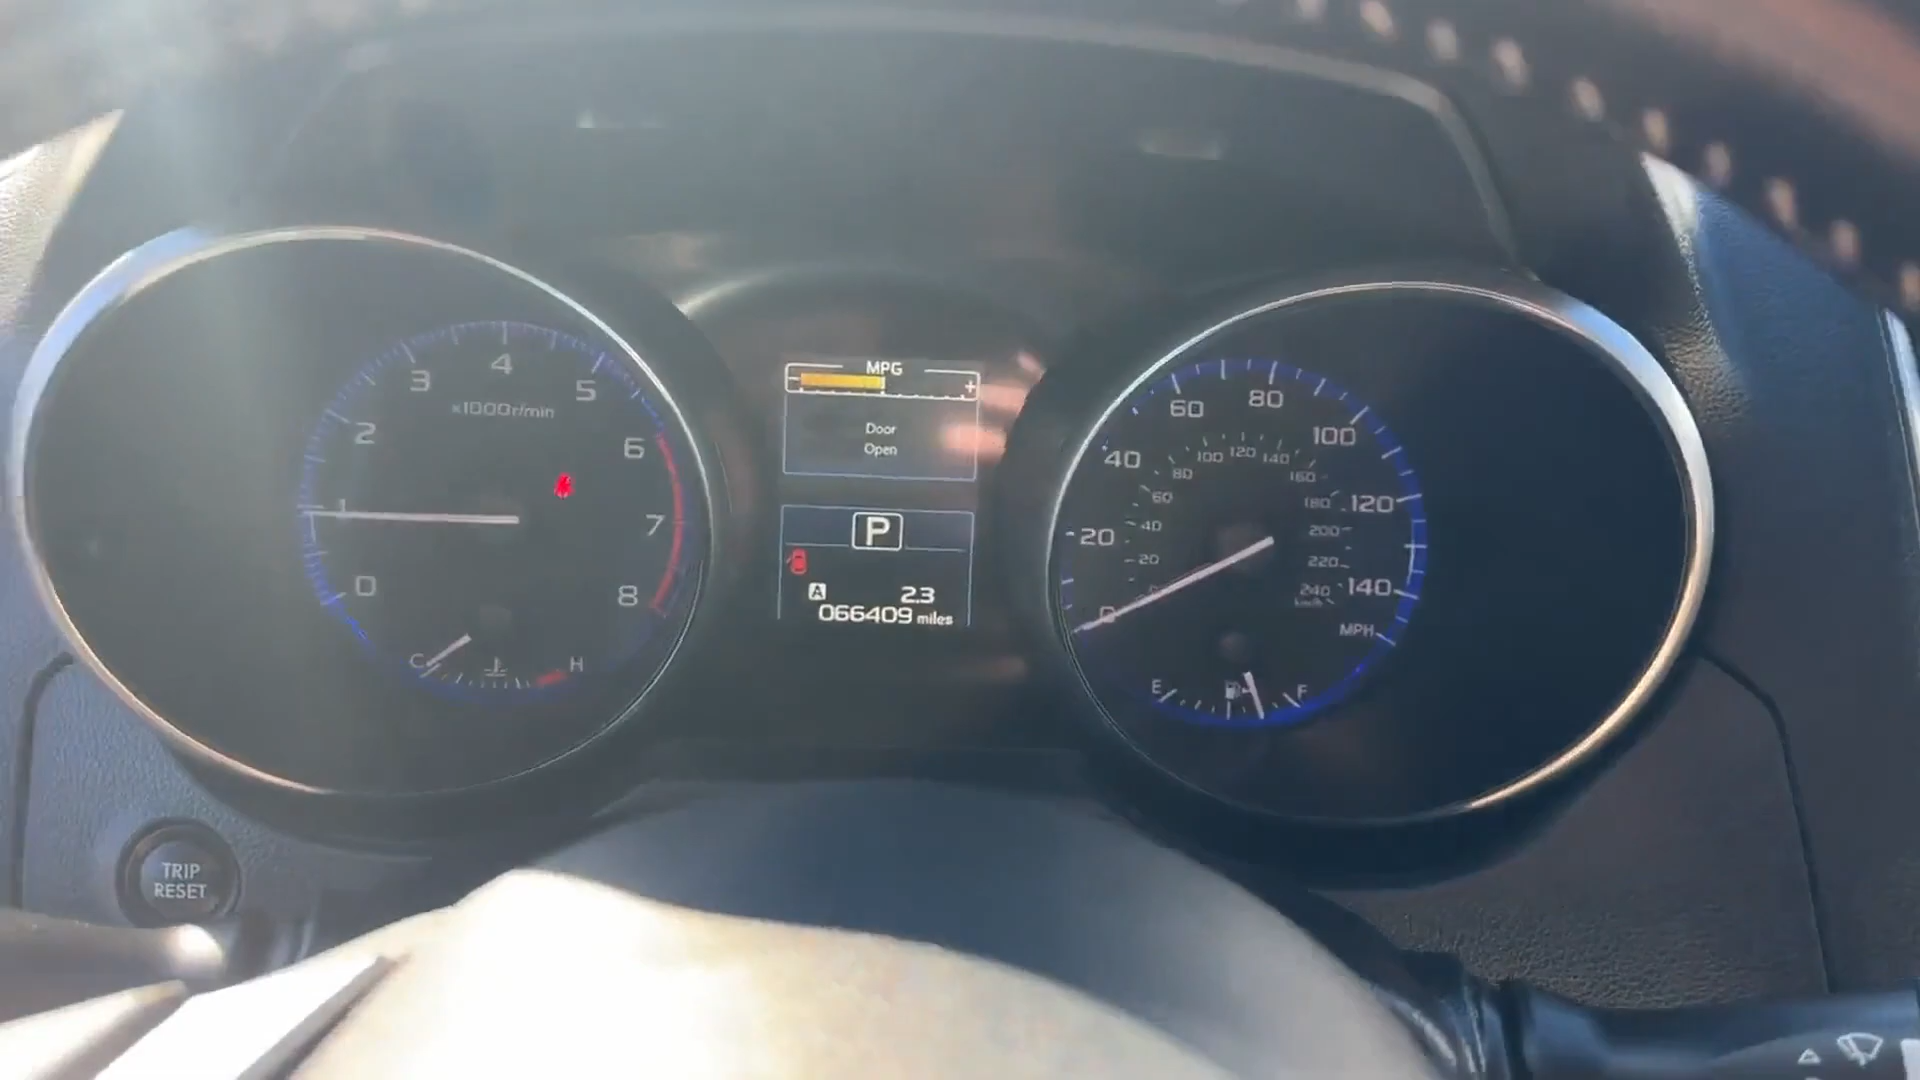 MPG
- +
Door
Open
P
A 2.3
066409 miles
0 1 2 3 4 5 6 7 8
x1000r/min
C H
0 20 40 60 80 100 120 140
MPH
20 40 60 80 100 120 140 160 180 200 220 240
km/h
E F
TRIP
RESET